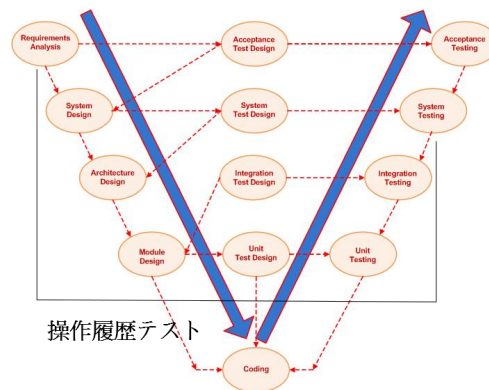 Requirements
Analysis
Acceptance
Test Design
Acceptance
Testing
System
Design
System
Test Design
System
Testing
Architecture
Design
Integration
Test Design
Integration
Testing
Module
Design
Unit
Test Design
Unit
Testing
操作履歴テスト
Coding